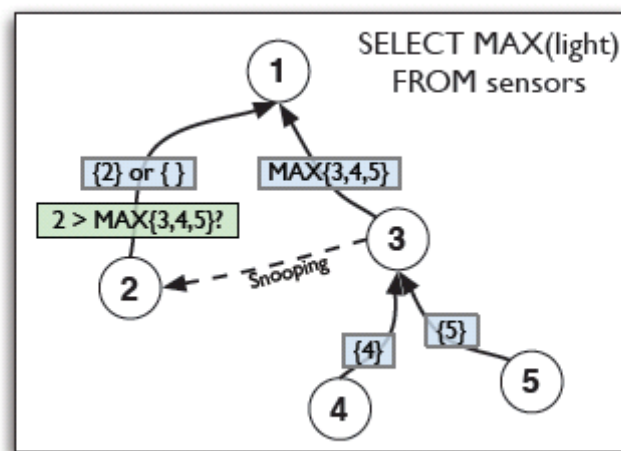 SELECT MAX(light)
FROM sensors
1
{2} or { }
MAX{3,4,5}
2 > MAX{3,4,5}?
3
2
Snooping
{4}
{5}
4
5